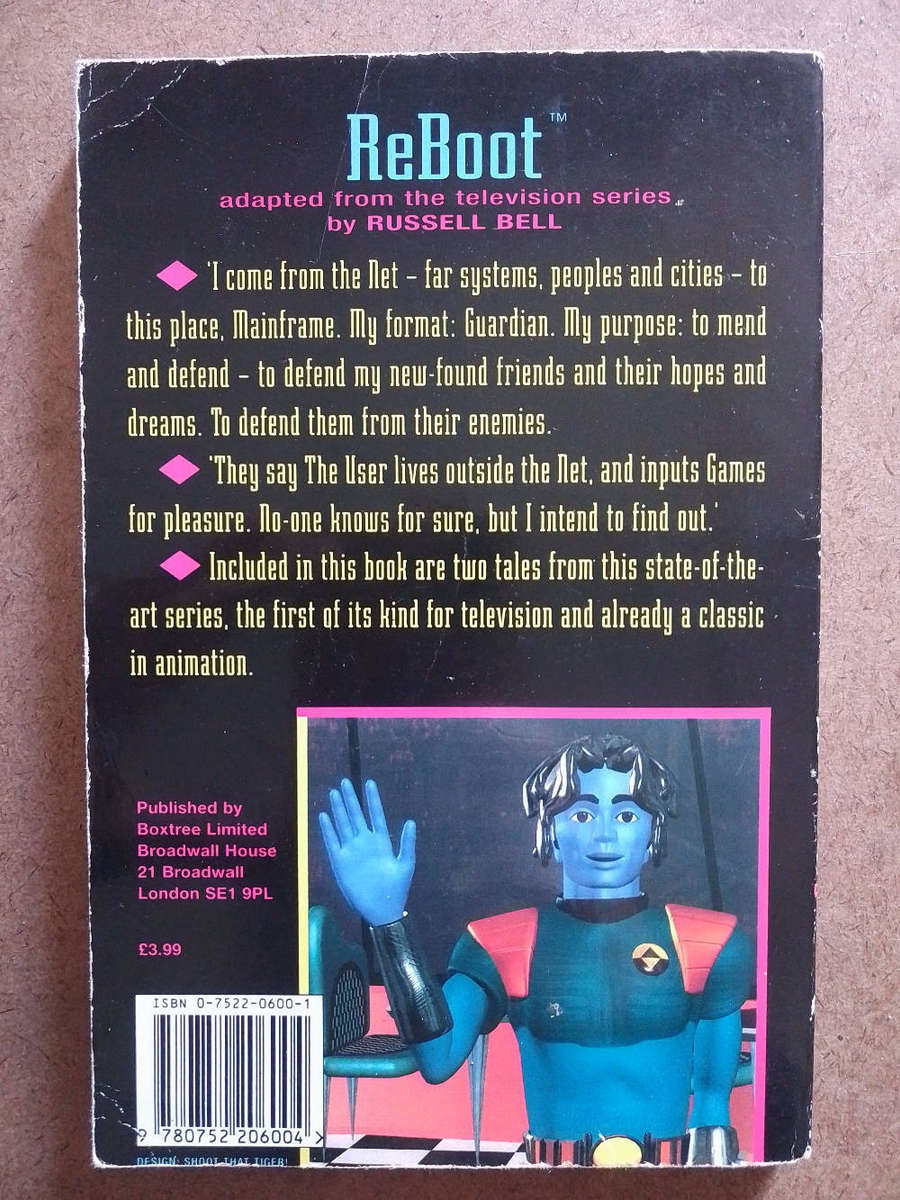 ReBoot™
adapted from the television series
by RUSSELL BELL
'I come from the Net – far systems, peoples and cities – to
this place, Mainframe. My format: Guardian. My purpose: to mend
and defend – to defend my new-found friends and their hopes and
dreams. To defend them from their enemies.
'They say The User lives outside the Net, and inputs Games
for pleasure. No-one knows for sure, but I intend to find out.'
Included in this book are two tales from this state-of-the-
art series, the first of its kind for television and already a classic
in animation.
Published by
Boxtree Limited
Broadwall House
21 Broadwall
London SE1 9PL
£3.99
ISBN 0-7522-0600-1
9 780752 206004 >
DESIGN: SHOOT THAT TIGER!